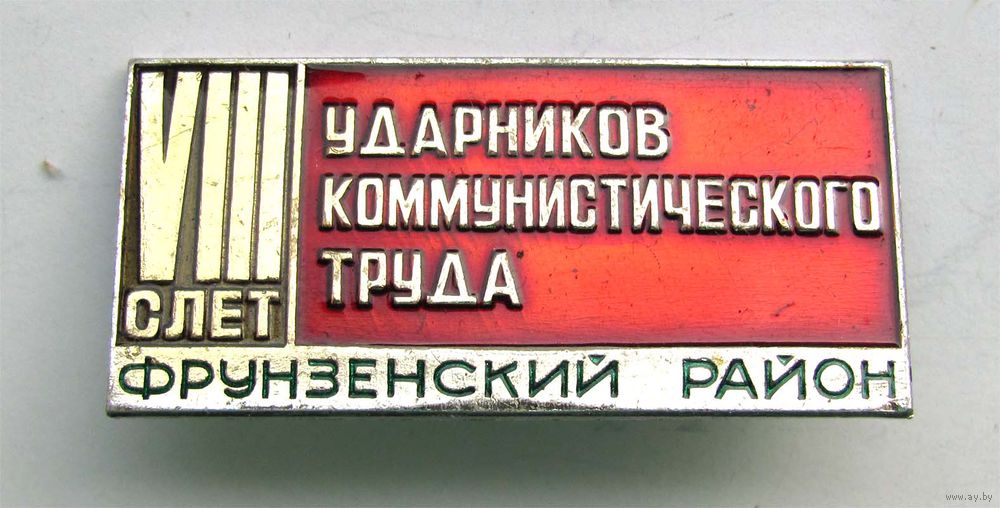 VIII
СЛЕТ
УДАРНИКОВ
КОММУНИСТИЧЕСКОГО
ТРУДА
ФРУНЗЕНСКИЙ РАЙОН
www.ay.by